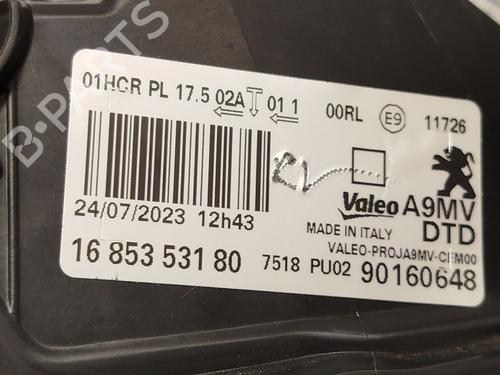 B-PARTS
01HCR PL 17.5 02A 01 1 00RL E9 11726
Valeo A9MV
24/07/2023 12h43 MADE IN ITALY DTD
VALEO-PROJA9MV-CEM00
16 853 531 80 7518 PU02 90160648